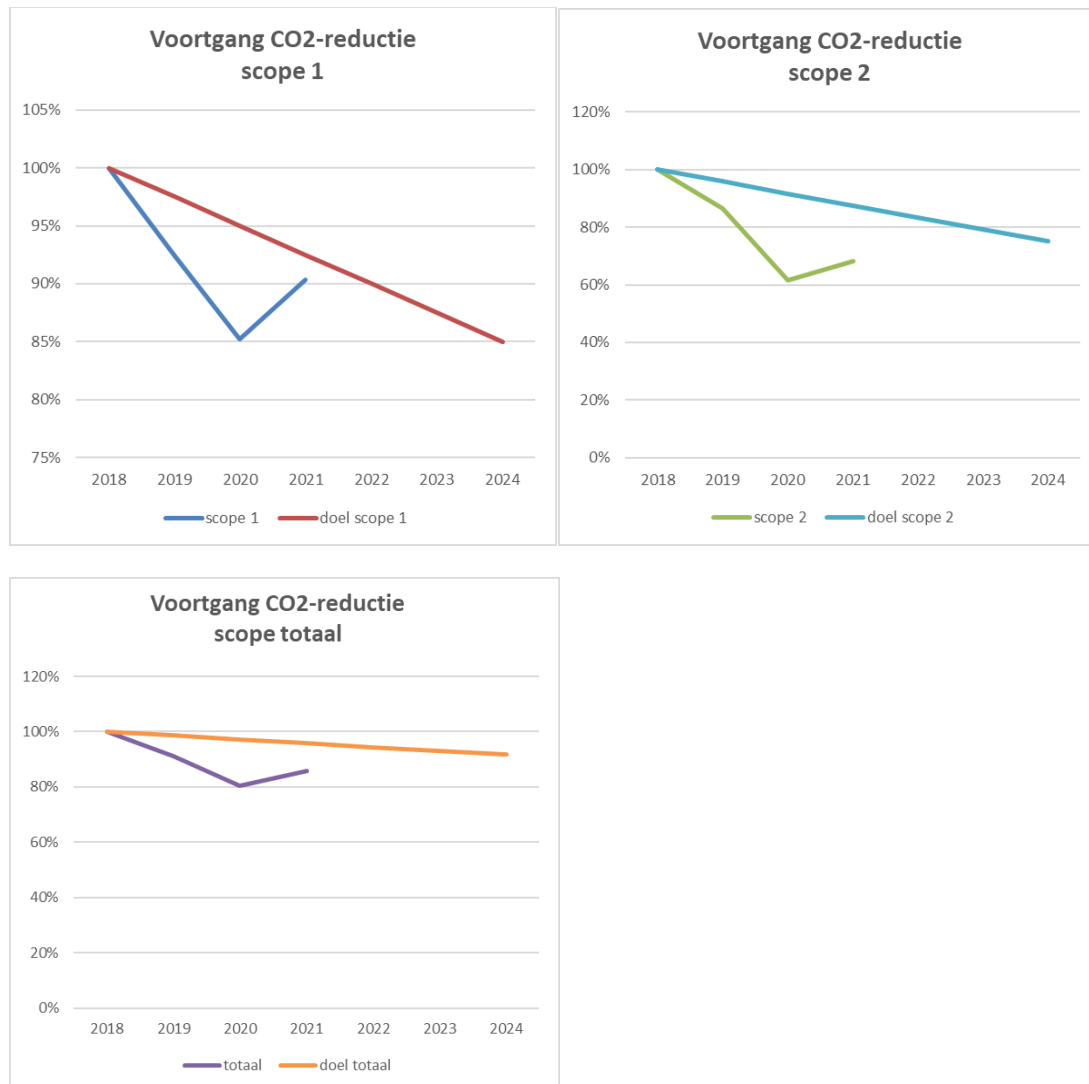 Voortgang CO2-reductie
scope 1
105%
100%
95%
90%
85%
80%
75%
2018 2019 2020 2021 2022 2023 2024
scope 1 doel scope 1
Voortgang CO2-reductie
scope 2
120%
100%
80%
60%
40%
20%
0%
2018 2019 2020 2021 2022 2023 2024
scope 2 doel scope 2
Voortgang CO2-reductie
scope totaal
120%
100%
80%
60%
40%
20%
0%
2018 2019 2020 2021 2022 2023 2024
totaal doel totaal